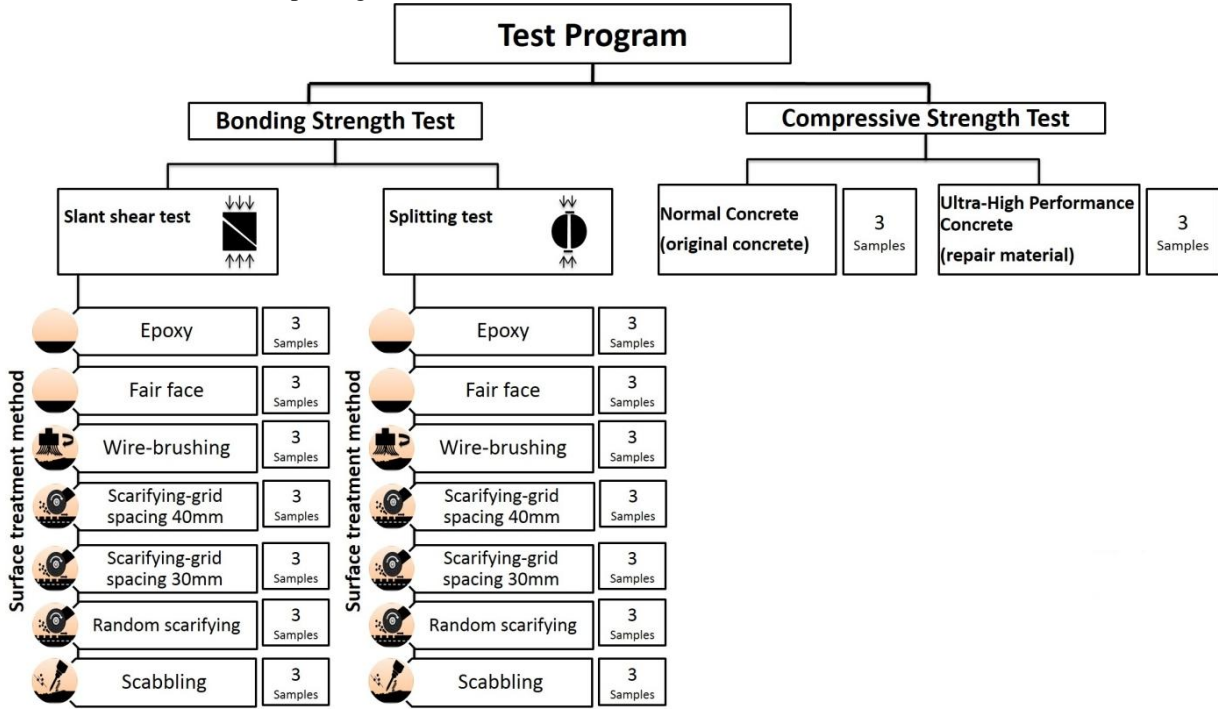 Test Program
Bonding Strength Test
Compressive Strength Test
Slant shear test
Splitting test
Normal Concrete
(original concrete)
3
Samples
Ultra-High Performance
Concrete
(repair material)
3
Samples
Surface treatment method
Epoxy
3
Samples
Fair face
3
Samples
Wire-brushing
3
Samples
Scarifying-grid
spacing 40mm
3
Samples
Scarifying-grid
spacing 30mm
3
Samples
Random scarifying
3
Samples
Scabbling
3
Samples
Surface treatment method
Epoxy
3
Samples
Fair face
3
Samples
Wire-brushing
3
Samples
Scarifying-grid
spacing 40mm
3
Samples
Scarifying-grid
spacing 30mm
3
Samples
Random scarifying
3
Samples
Scabbling
3
Samples